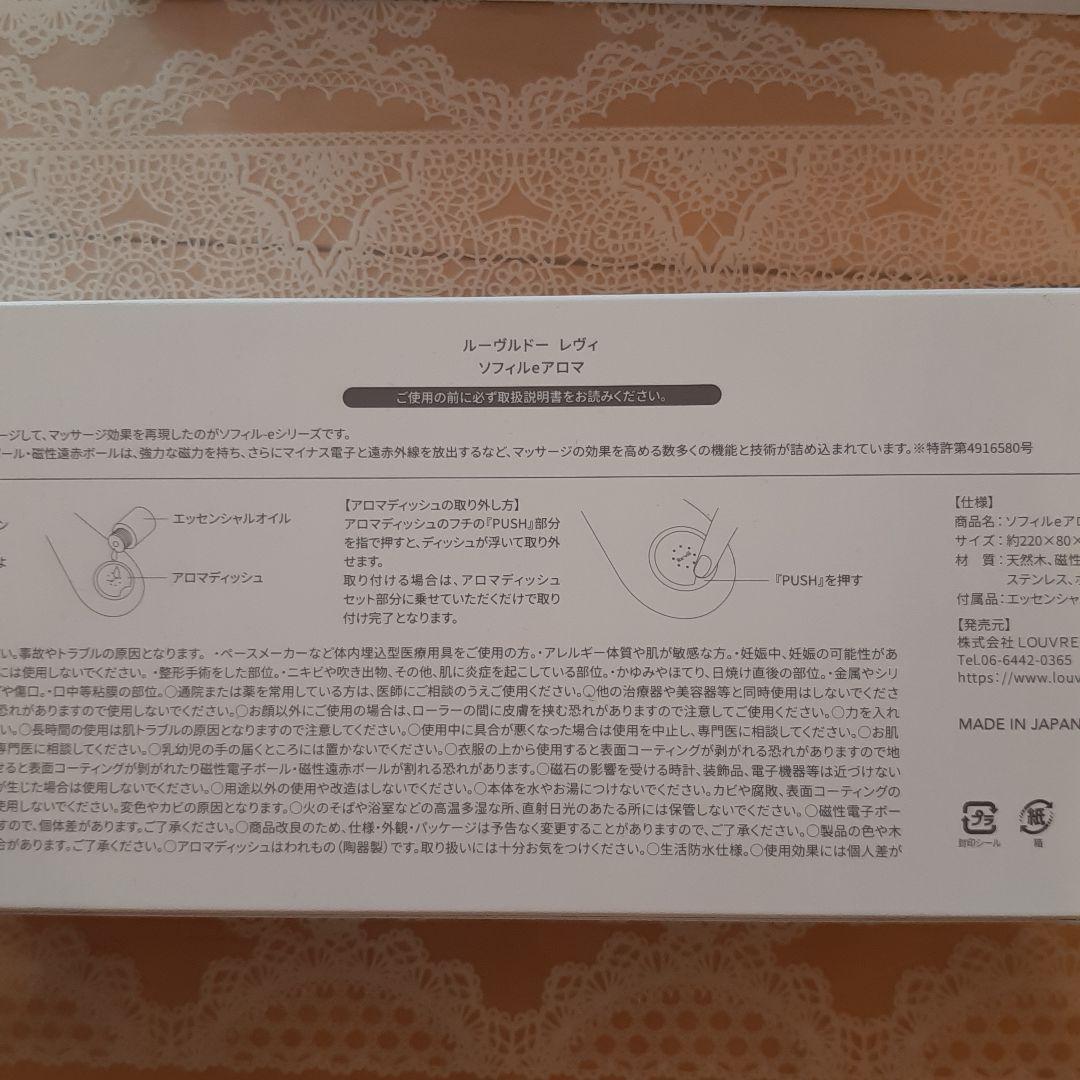 ルーヴルドー レヴィ
ソフィルeアロマ
ご使用の前に必ず取扱説明書をお読みください。
ージして、マッサージ効果を再現したのがソフィル-eシリーズです。
ール・磁性遠赤ボールは、強力な磁力を持ち、さらにマイナス電子と遠赤外線を放出するなど、マッサージの効果を高める数多くの機能と技術が詰め込まれています。※特許第4916580号
ン
よ
エッセンシャルオイル
アロマディッシュ
【アロマディッシュの取り外し方】
アロマディッシュのフチの『PUSH』部分
を指で押すと、ディッシュが浮いて取り外
せます。
取り付ける場合は、アロマディッシュ
セット部分に乗せていただくだけで取り
付け完了となります。
『PUSH』を押す
【仕様】
商品名：ソフィルeアロ
サイズ：約220×80×
材 質：天然木、磁性
ステンレス、ポ
付属品：エッセンシャ
【発売元】
株式会社 LOUVRE
Tel.06-6442-0365
https://www.louv
MADE IN JAPAN
い。事故やトラブルの原因となります。 ・ペースメーカーなど体内埋込型医療用具をご使用の方。・アレルギー体質や肌が敏感な方。・妊娠中、妊娠の可能性があ
には使用しないでください。 ・整形手術をした部位。・ニキビや吹き出物、その他、肌に炎症を起こしている部位。・かゆみやほてり、日焼け直後の部位。・金属やシリ
や傷口。・口中等粘膜の部位。○通院または薬を常用している方は、医師にご相談のうえご使用ください。○他の治療器や美容器等と同時使用はしないでくださ
恐れがありますので使用しないでください。○お顔以外にご使用の場合は、ローラーの間に皮膚を挟む恐れがありますので注意してご使用ください。○力を入れ
い。○長時間の使用は肌トラブルの原因となりますので注意してください。○使用中に具合が悪くなった場合は使用を中止し、専門医に相談してください。○お肌
専門医に相談してください。○乳幼児の手の届くところには置かないでください。○衣服の上から使用すると表面コーティングが剥がれる恐れがありますので地
せると表面コーティングが剥がれたり磁性電子ボール・磁性遠赤ボールが割れる恐れがあります。○磁石の影響を受ける時計、装飾品、電子機器等は近づけない
が生じた場合は使用しないでください。○用途以外の使用や改造はしないでください。○本体を水やお湯につけないでください。カビや腐敗、表面コーティングの
使用しないでください。変色やカビの原因となります。○火のそばや浴室などの高温多湿な所、直射日光のあたる所には保管しないでください。○磁性電子ボー
すので、個体差があります。ご了承ください。○商品改良のため、仕様・外観・パッケージは予告なく変更することがありますので、ご了承ください。○製品の色や木
合があります。ご了承ください。○アロマディッシュはわれもの（陶器製）です。取り扱いには十分お気をつけください。○生活防水仕様。○使用効果には個人差が
プラ
紙
封印シール
箱